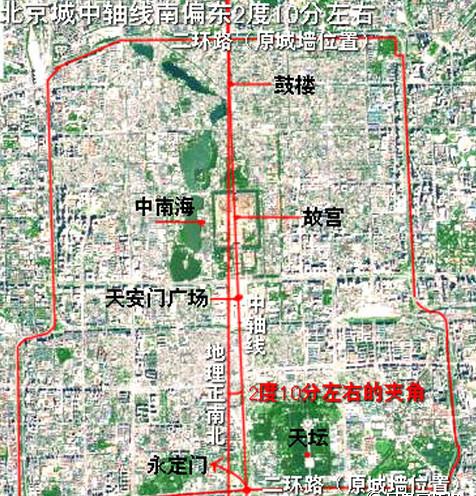 北京城中轴线南偏东2度10分左右
二环路(原城墙位置)
鼓楼
中南海
故宫
天安门广场
中轴线
地理正南北
2度10分左右的夹角
天坛
永定门
二环路(原城墙位置